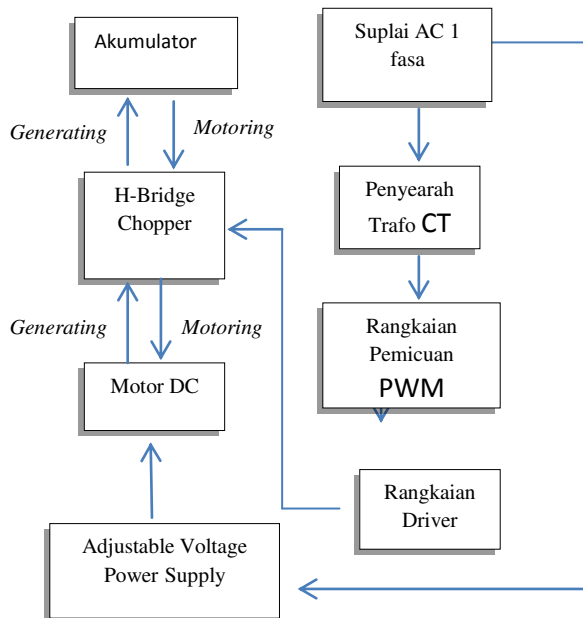 Akumulator
Suplai AC 1
fasa
Generating
Motoring
H-Bridge
Chopper
Penyearah
Trafo CT
Generating
Motoring
Rangkaian
Pemicuan
PWM
Motor DC
Rangkaian
Driver
Adjustable Voltage
Power Supply